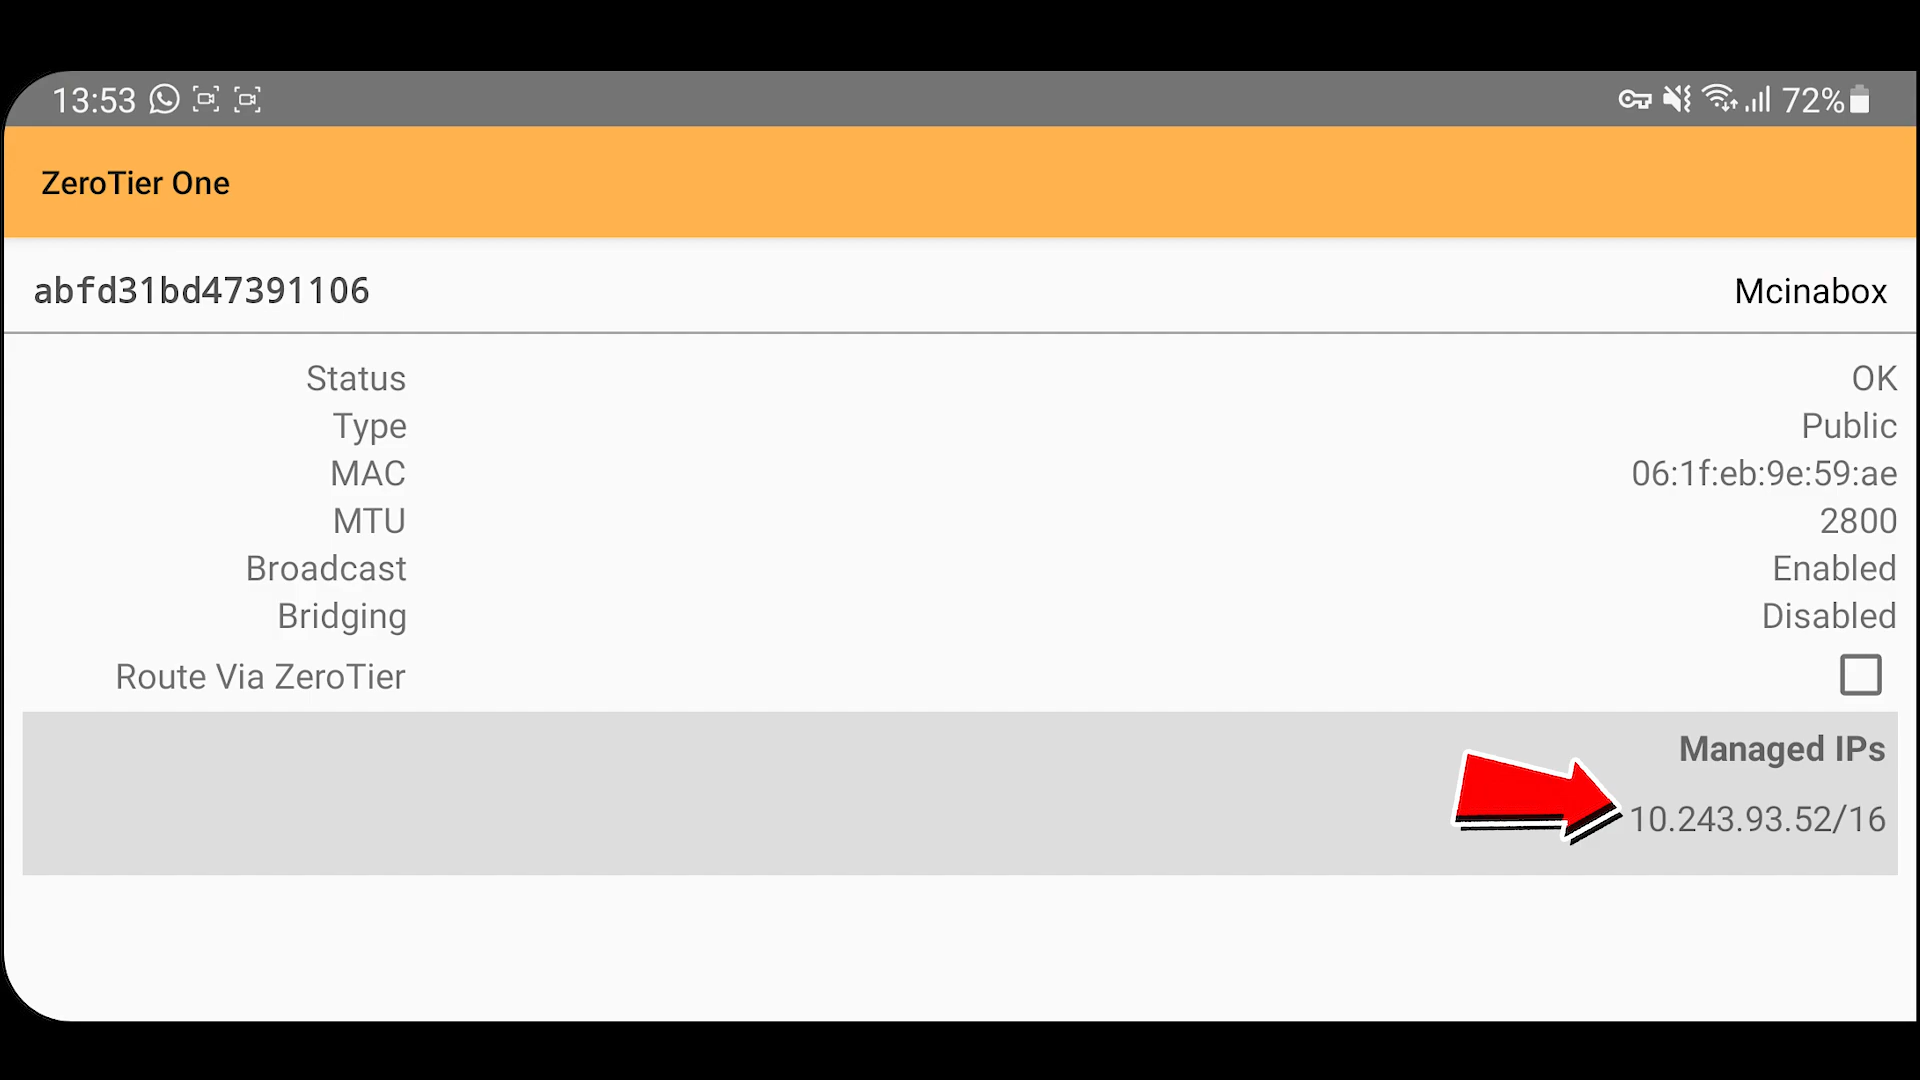 13:53 72%
ZeroTier One
abfd31bd47391106 Mcinabox
Status OK
Type Public
MAC 06:1f:eb:9e:59:ae
MTU 2800
Broadcast Enabled
Bridging Disabled
Route Via ZeroTier
Managed IPs
10.243.93.52/16